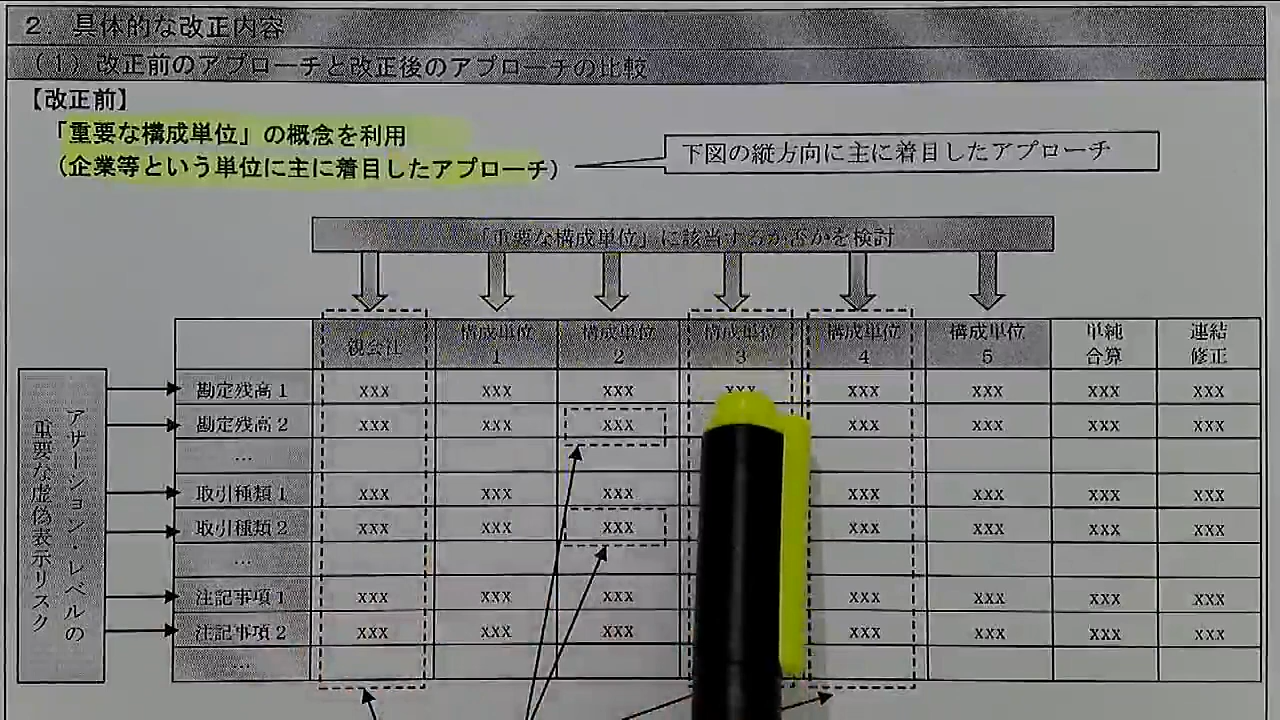 2. 具体的な改正内容
(1) 改正前のアプローチと改正後のアプローチの比較
【改正前】
「重要な構成単位」の概念を利用
(企業等という単位に主に着目したアプローチ)
下図の縦方向に主に着目したアプローチ
「重要な構成単位」に該当するか否かを検討
親会社 構成単位1 構成単位2 構成単位3 構成単位4 構成単位5 単純合算 連結修正
アサーション・レベルの
重要な虚偽表示リスク
勘定残高1 xxx xxx xxx xxx xxx xxx xxx xxx
勘定残高2 xxx xxx xxx xxx xxx xxx xxx
…
取引種類1 xxx xxx xxx xxx xxx xxx xxx
取引種類2 xxx xxx xxx xxx xxx xxx xxx
…
注記事項1 xxx xxx xxx xxx xxx xxx xxx
注記事項2 xxx xxx xxx xxx xxx xxx xxx
…